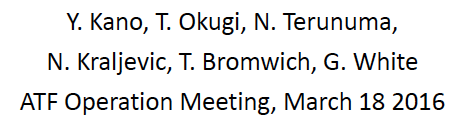 Y. Kano, T. Okugi, N. Terunuma,
N. Kraljevic, T. Bromwich, G. White
ATF Operation Meeting, March 18 2016